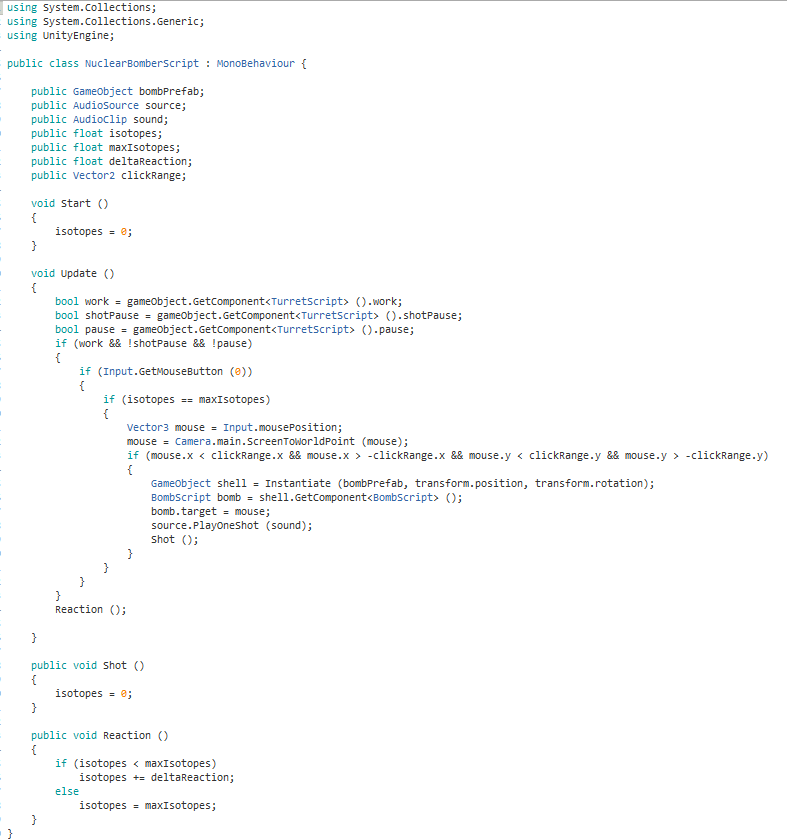 using System.Collections;
using System.Collections.Generic;
using UnityEngine;

public class NuclearBomberScript : MonoBehaviour {

    public GameObject bombPrefab;
    public AudioSource source;
    public AudioClip sound;
    public float isotopes;
    public float maxIsotopes;
    public float deltaReaction;
    public Vector2 clickRange;

    void Start ()
    {
        isotopes = 0;
    }

    void Update ()
    {
        bool work = gameObject.GetComponent<TurretScript> ().work;
        bool shotPause = gameObject.GetComponent<TurretScript> ().shotPause;
        bool pause = gameObject.GetComponent<TurretScript> ().pause;
        if (work && !shotPause && !pause)
        {
            if (Input.GetMouseButton (0))
            {
                if (isotopes == maxIsotopes)
                {
                    Vector3 mouse = Input.mousePosition;
                    mouse = Camera.main.ScreenToWorldPoint (mouse);
                    if (mouse.x < clickRange.x && mouse.x > -clickRange.x && mouse.y < clickRange.y && mouse.y > -clickRange.y)
                    {
                        GameObject shell = Instantiate (bombPrefab, transform.position, transform.rotation);
                        BombScript bomb = shell.GetComponent<BombScript> ();
                        bomb.target = mouse;
                        source.PlayOneShot (sound);
                        Shot ();
                    }
                }
            }
        }
        Reaction ();

    }

    public void Shot ()
    {
        isotopes = 0;
    }

    public void Reaction ()
    {
        if (isotopes < maxIsotopes)
            isotopes += deltaReaction;
        else
            isotopes = maxIsotopes;
    }
}